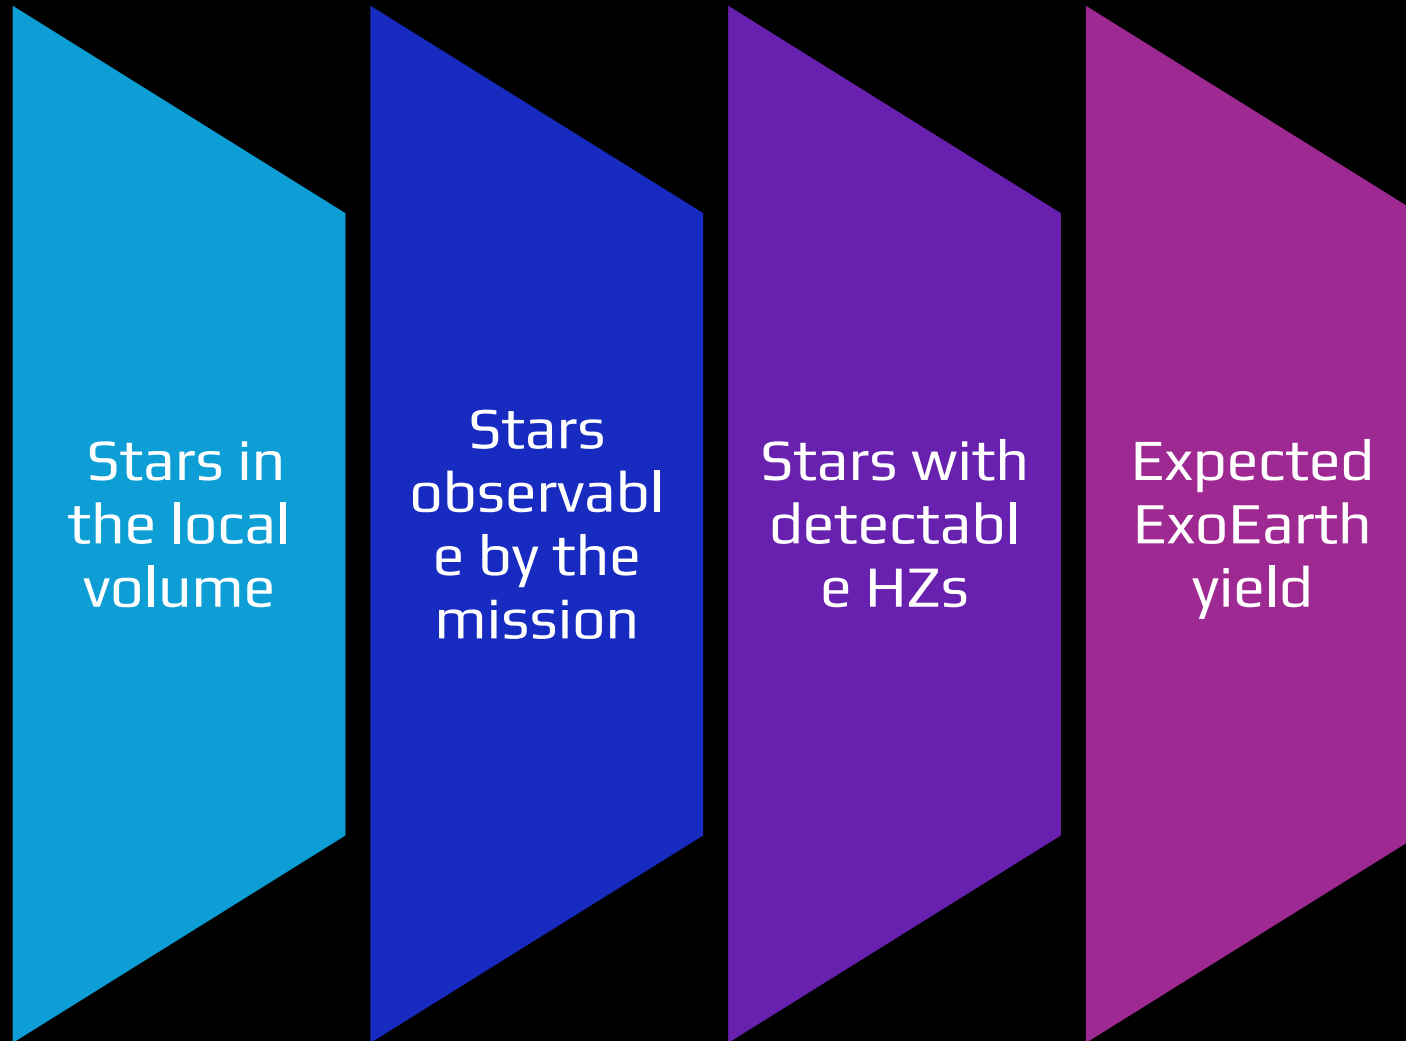 Stars in
the local
volume
Stars
observabl
e by the
mission
Stars with
detectabl
e HZs
Expected
ExoEarth
yield